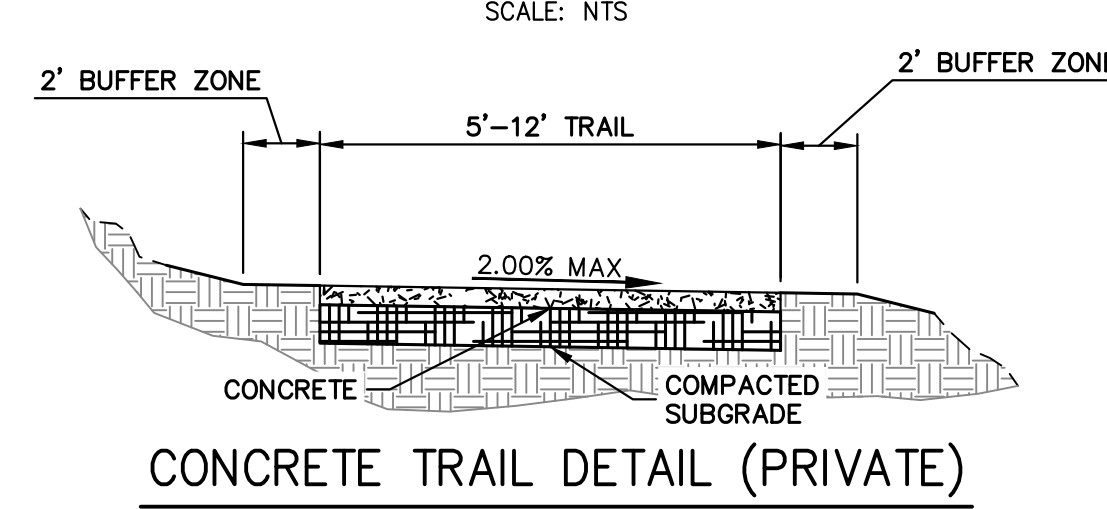 SCALE: NTS
2' BUFFER ZONE
2' BUFFER ZONE
5'-12' TRAIL
2.00% MAX
CONCRETE
COMPACTED
SUBGRADE
CONCRETE TRAIL DETAIL (PRIVATE)